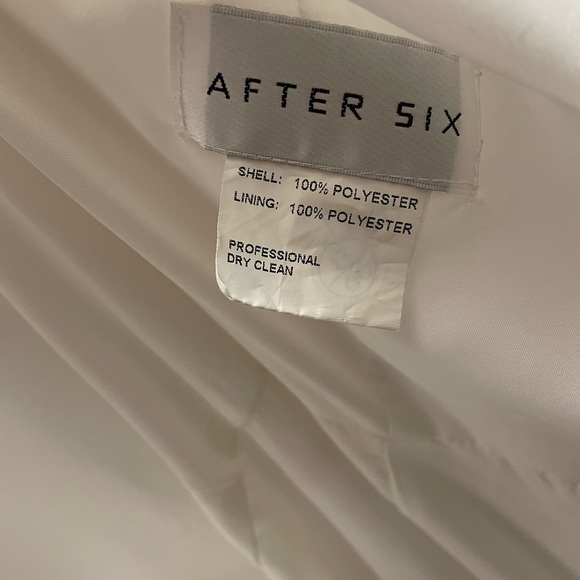 AFTER SIX
SHELL: 100% POLYESTER
LINING: 100% POLYESTER
PROFESSIONAL
DRY CLEAN